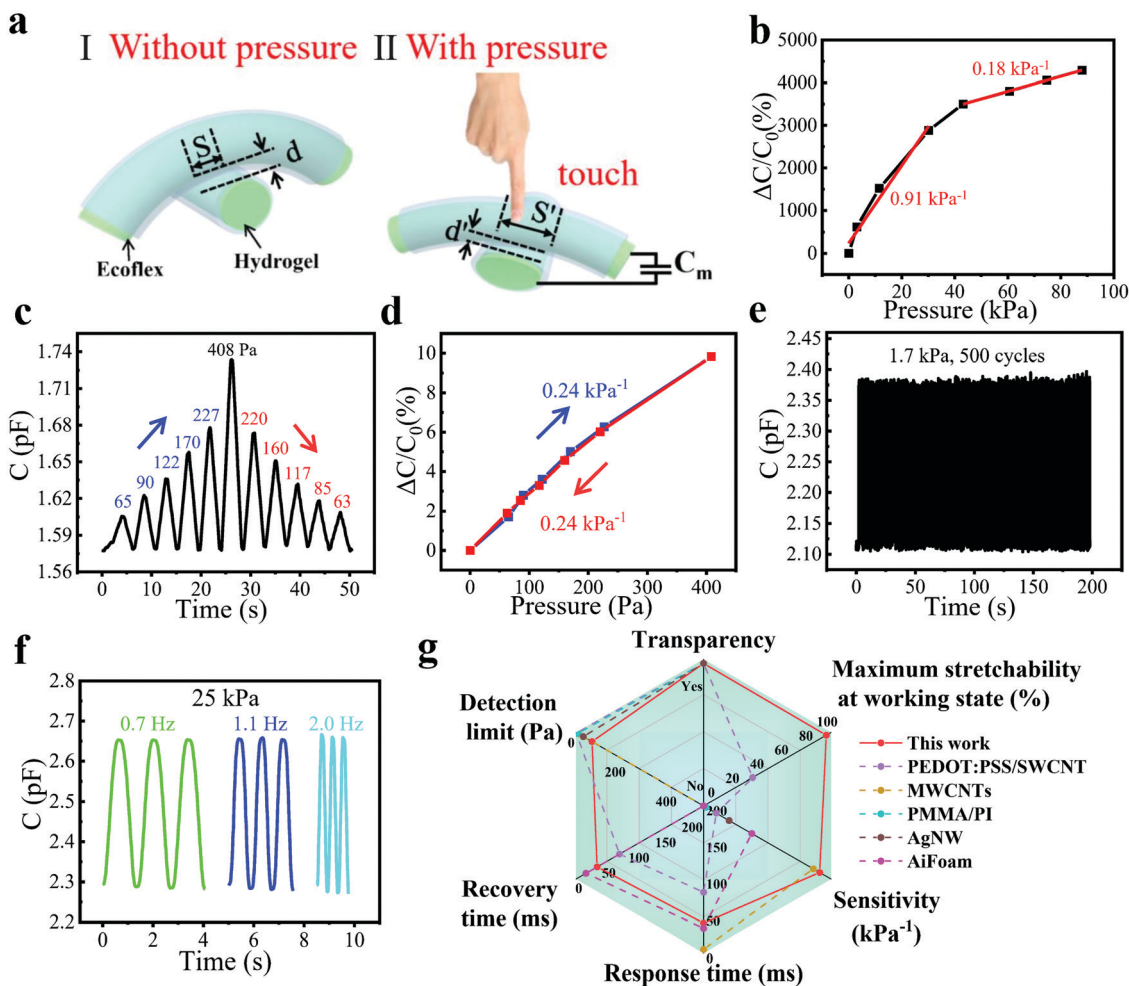 a
I Without pressure
II With pressure
S
d
Ecoflex
Hydrogel
touch
S'
d'
Cₘ
b
ΔC/C₀(%)
5000
4000
3000
2000
1000
0
0.18 kPa⁻¹
0.91 kPa⁻¹
0 20 40 60 80 100
Pressure (kPa)
c
C (pF)
1.74
1.71
1.68
1.65
1.62
1.59
1.56
408 Pa
65
90
122
170
227
220
160
117
85
63
0 10 20 30 40 50
Time (s)
d
ΔC/C₀(%)
10
8
6
4
2
0
0.24 kPa⁻¹
0.24 kPa⁻¹
0 100 200 300 400
Pressure (Pa)
e
C (pF)
2.45
2.40
2.35
2.30
2.25
2.20
2.15
2.10
1.7 kPa, 500 cycles
0 50 100 150 200
Time (s)
f
C (pF)
2.8
2.7
2.6
2.5
2.4
2.3
2.2
25 kPa
0.7 Hz
1.1 Hz
2.0 Hz
0 2 4 6 8 10
Time (s)
g
Transparency
Yes
No
Maximum stretchability
at working state (%)
0
20
40
60
80
100
Detection
limit (Pa)
0
200
400
Recovery
time (ms)
0
50
100
150
200
Response time (ms)
0
50
100
150
200
Sensitivity
(kPa⁻¹)
This work
PEDOT:PSS/SWCNT
MWCNTs
PMMA/PI
AgNW
AiFoam